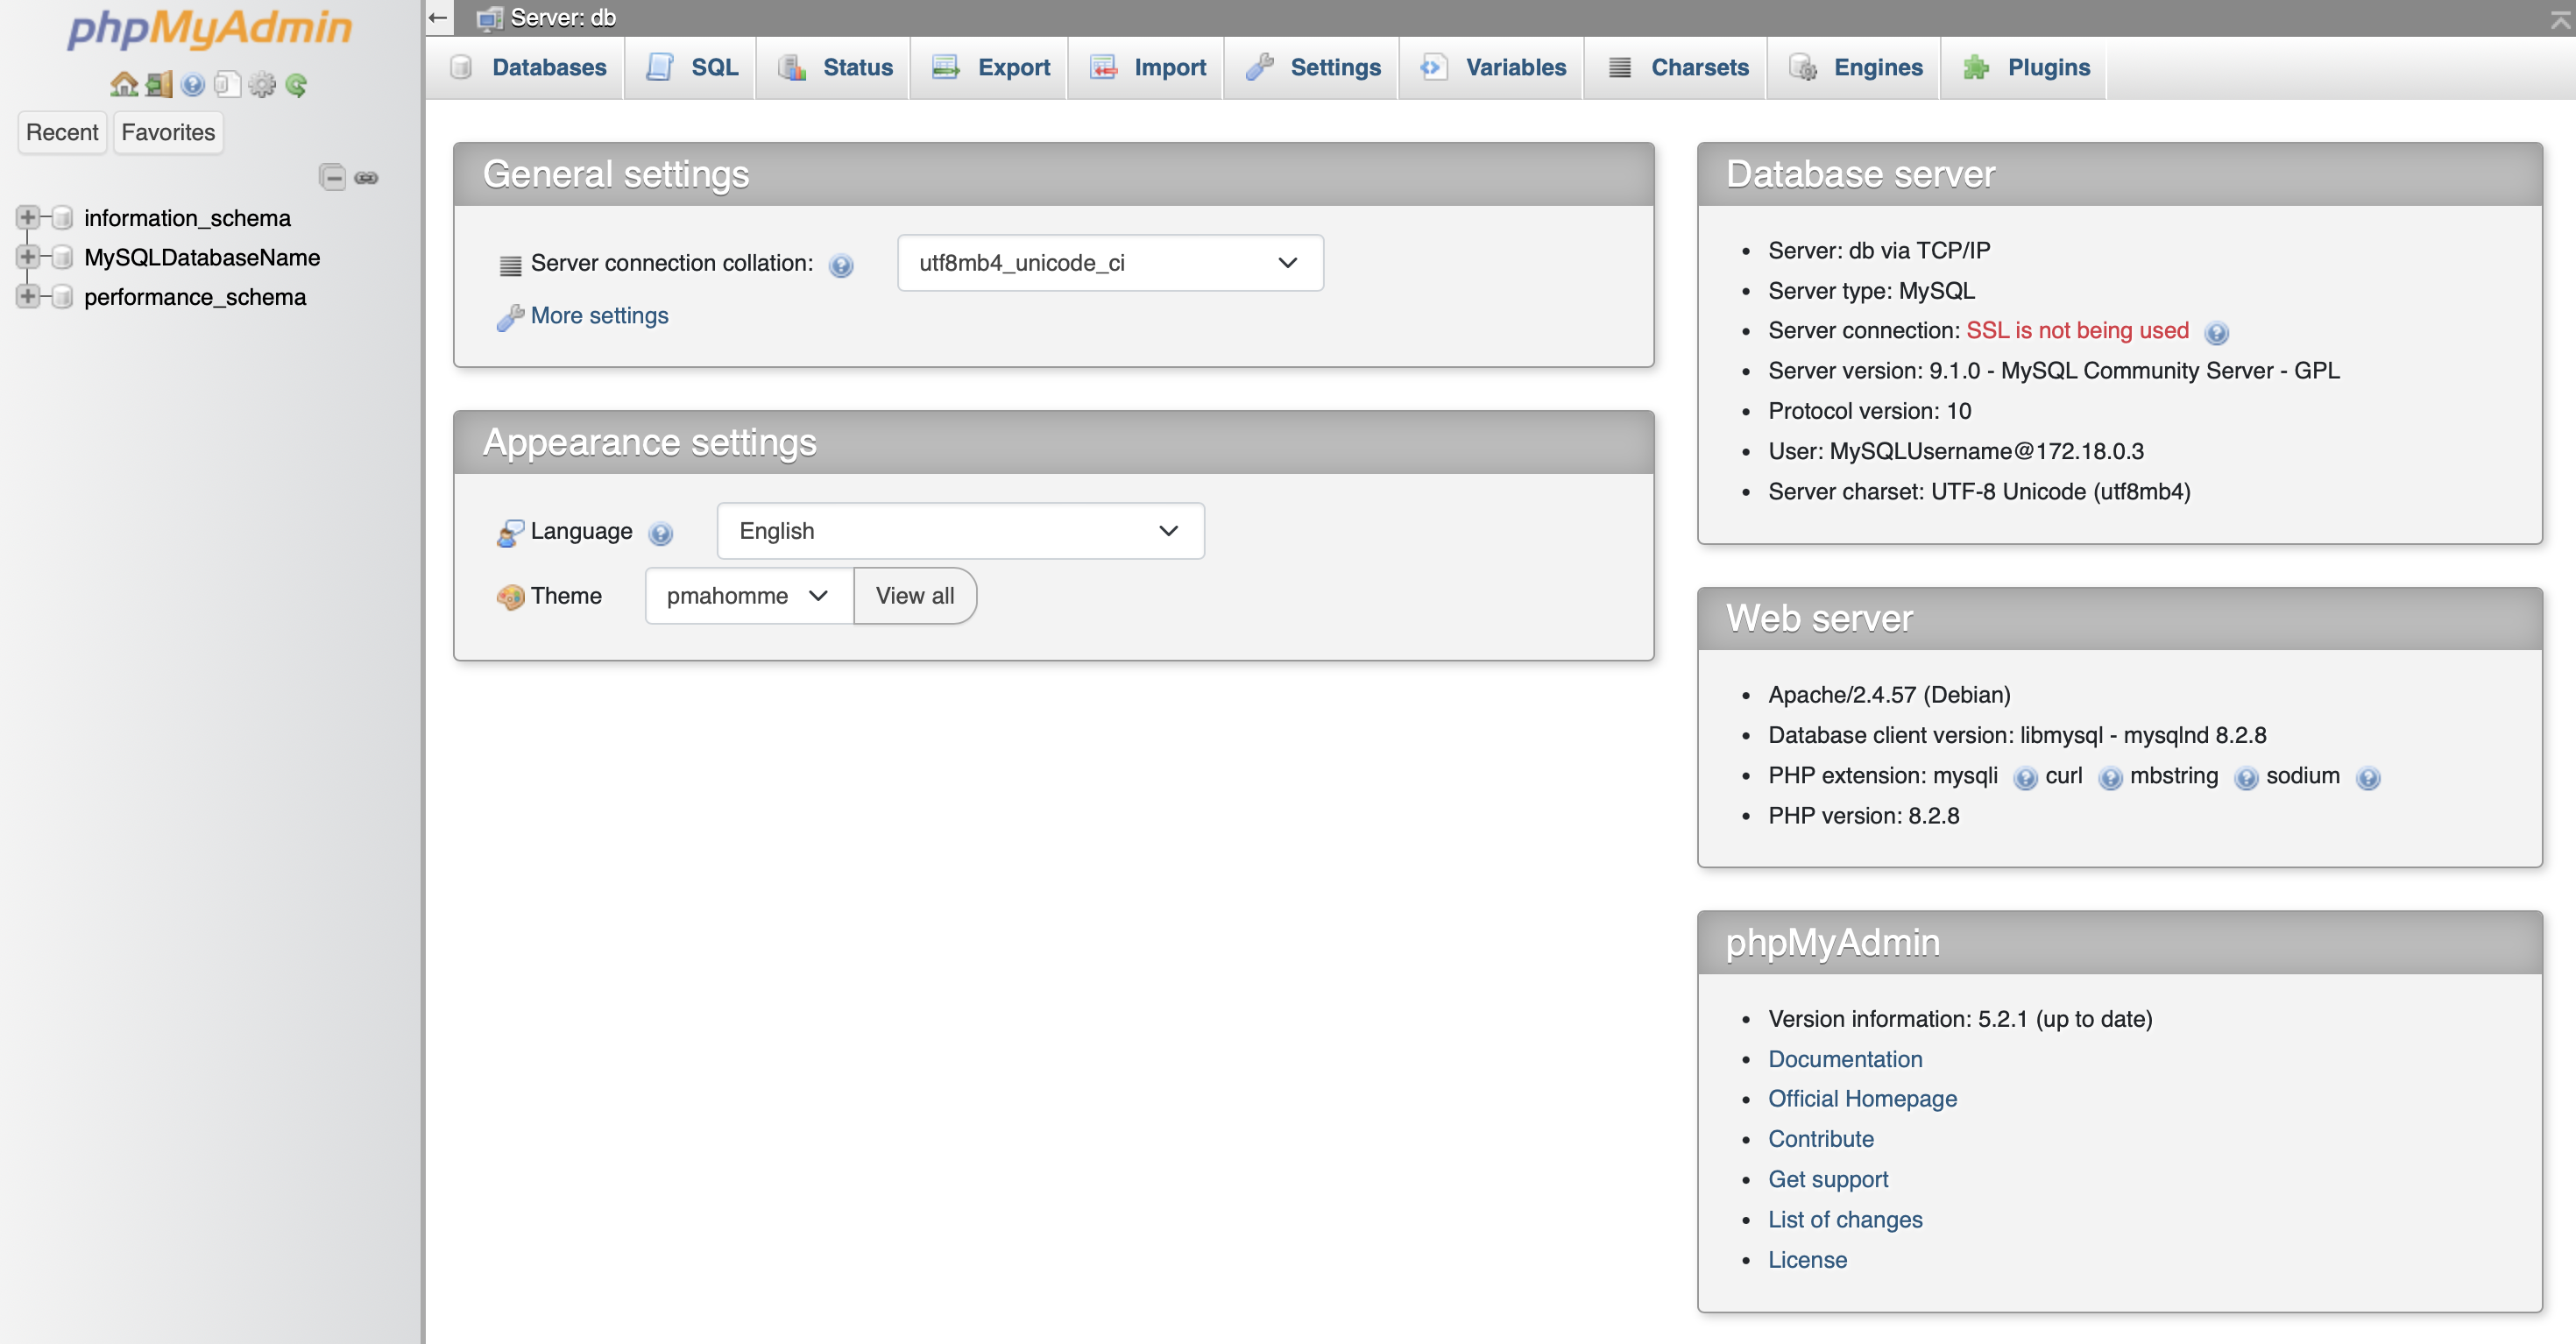 phpMyAdmin
Recent Favorites
information_schema
MySQLDatabaseName
performance_schema
Server: db
Databases SQL Status Export Import Settings Variables Charsets Engines Plugins
General settings
Server connection collation: utf8mb4_unicode_ci
More settings
Appearance settings
Language English
Theme pmahomme View all
Database server
Server: db via TCP/IP
Server type: MySQL
Server connection: SSL is not being used
Server version: 9.1.0 - MySQL Community Server - GPL
Protocol version: 10
User: MySQLUsername@172.18.0.3
Server charset: UTF-8 Unicode (utf8mb4)
Web server
Apache/2.4.57 (Debian)
Database client version: libmysql - mysqlnd 8.2.8
PHP extension: mysqli curl mbstring sodium
PHP version: 8.2.8
phpMyAdmin
Version information: 5.2.1 (up to date)
Documentation
Official Homepage
Contribute
Get support
List of changes
License